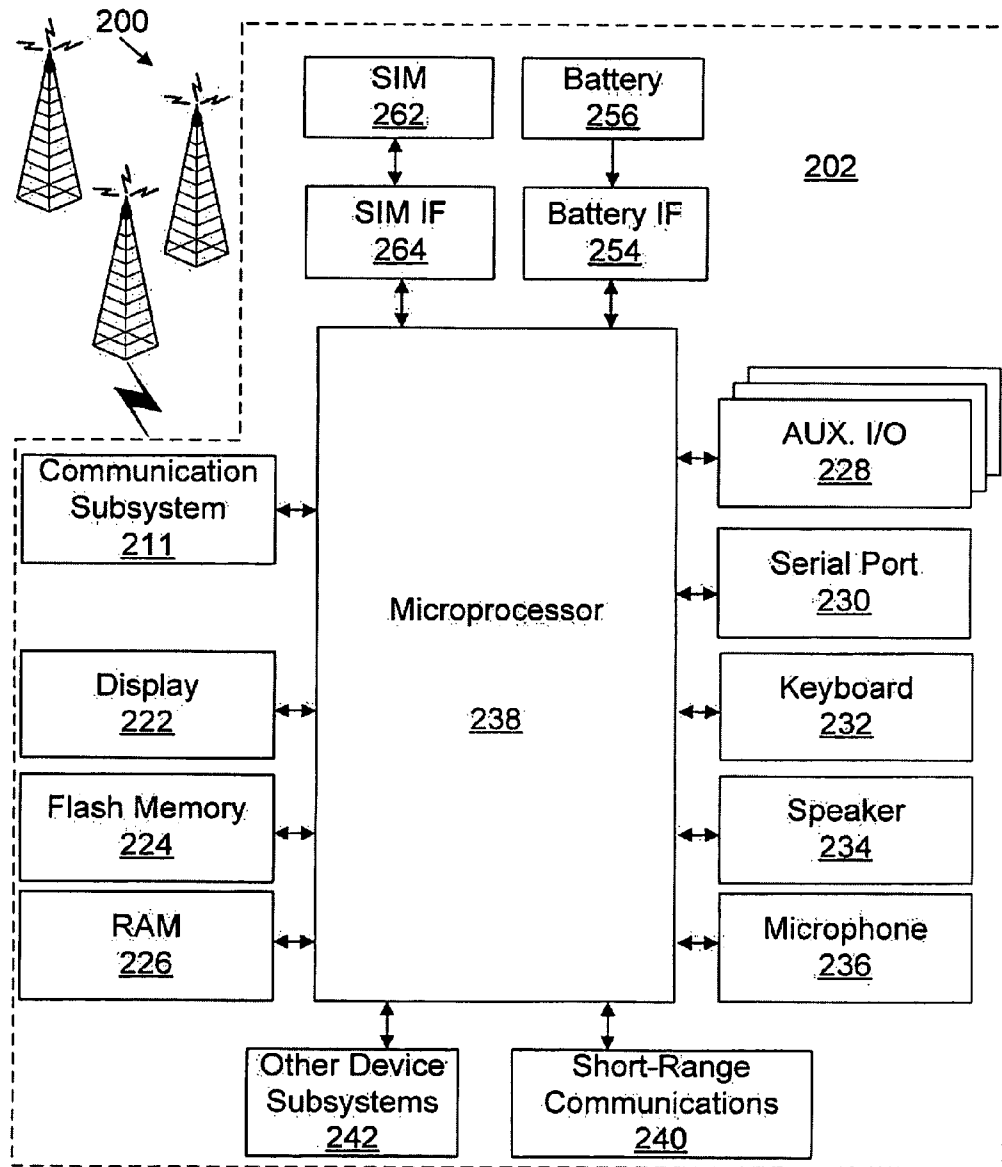 200
SIM
262
Battery
256
202
SIM IF
264
Battery IF
254
AUX. I/O
228
Communication
Subsystem
211
Serial Port
230
Microprocessor
238
Display
222
Keyboard
232
Flash Memory
224
Speaker
234
RAM
226
Microphone
236
Other Device
Subsystems
242
Short-Range
Communications
240